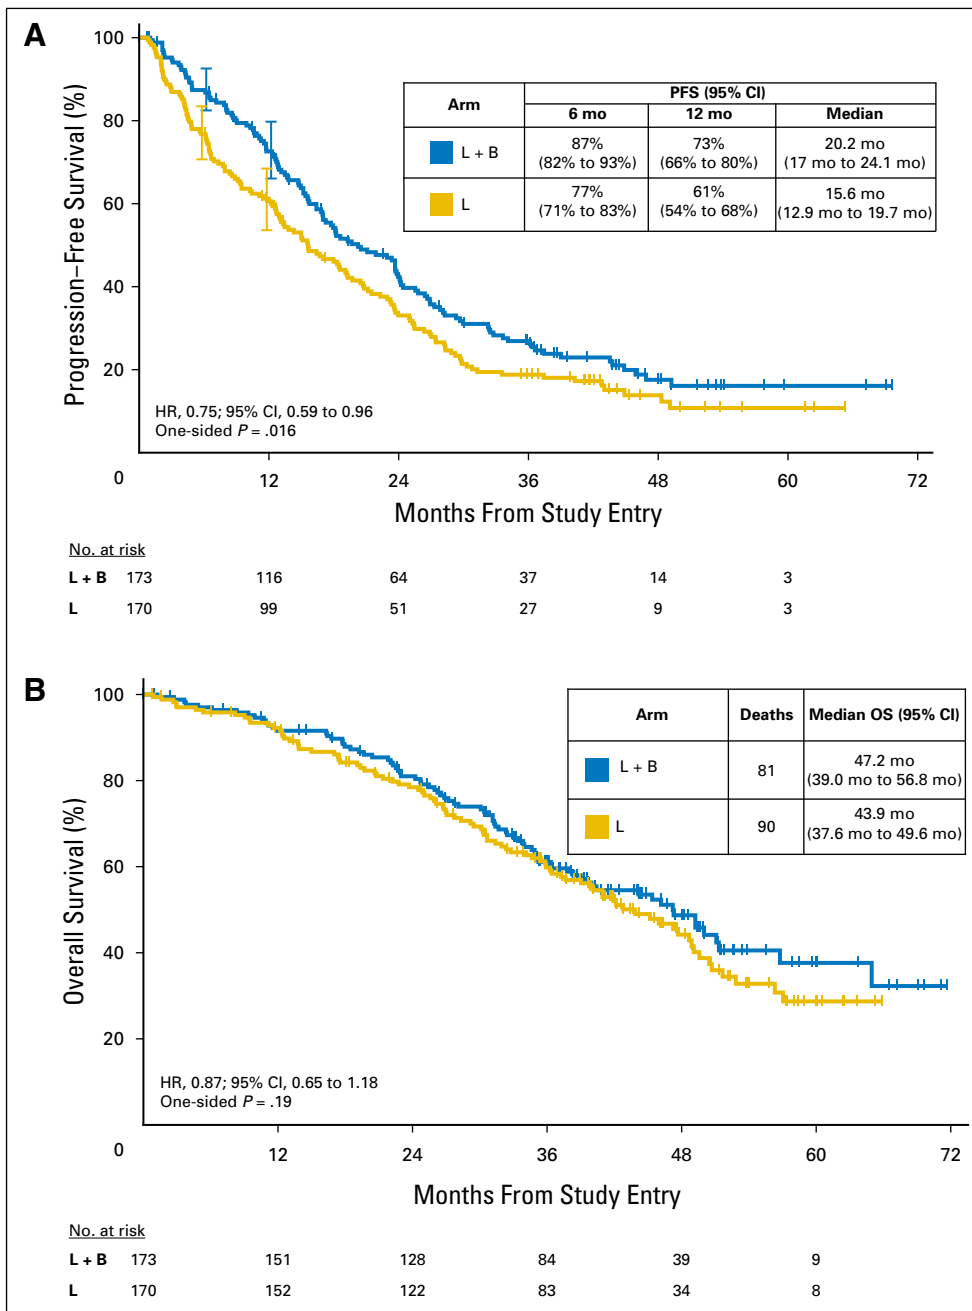 A
Progression–Free Survival (%)
100
80
60
40
20
0
Arm
PFS (95% CI)
6 mo 12 mo Median
L + B 87% (82% to 93%) 73% (66% to 80%) 20.2 mo (17 mo to 24.1 mo)
L 77% (71% to 83%) 61% (54% to 68%) 15.6 mo (12.9 mo to 19.7 mo)
HR, 0.75; 95% CI, 0.59 to 0.96
One-sided P = .016
12 24 36 48 60 72
Months From Study Entry
No. at risk
L + B 173 116 64 37 14 3
L 170 99 51 27 9 3
B
Overall Survival (%)
100
80
60
40
20
0
Arm Deaths Median OS (95% CI)
L + B 81 47.2 mo (39.0 mo to 56.8 mo)
L 90 43.9 mo (37.6 mo to 49.6 mo)
HR, 0.87; 95% CI, 0.65 to 1.18
One-sided P = .19
12 24 36 48 60 72
Months From Study Entry
No. at risk
L + B 173 151 128 84 39 9
L 170 152 122 83 34 8